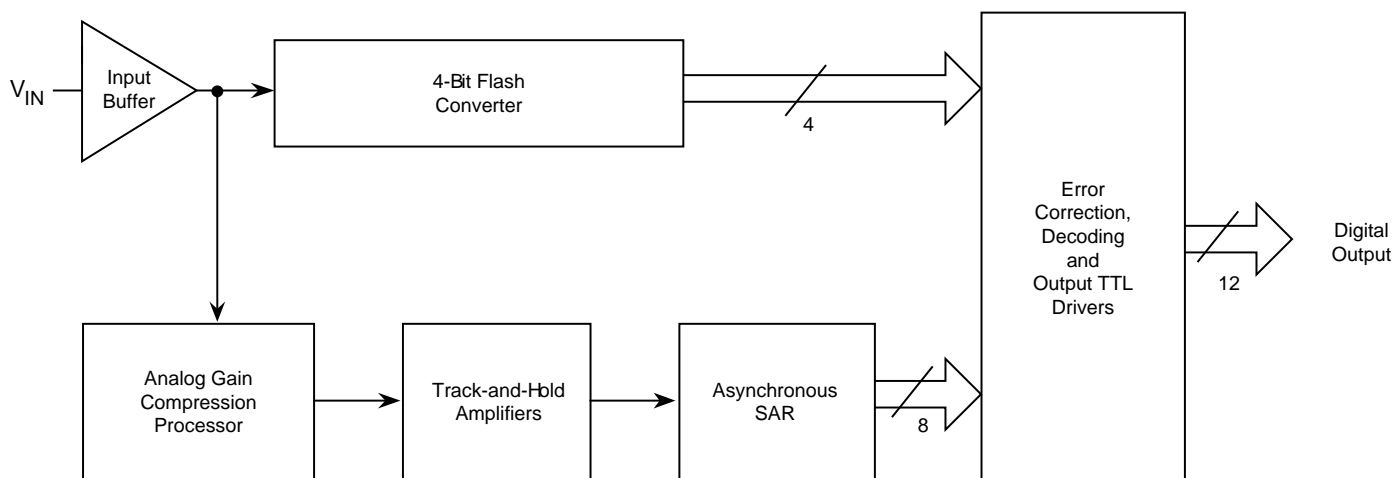 V_IN
Input
Buffer
4-Bit Flash
Converter
4
Error
Correction,
Decoding
and
Output TTL
Drivers
12
Digital
Output
Analog Gain
Compression
Processor
Track-and-Hold
Amplifiers
Asynchronous
SAR
8